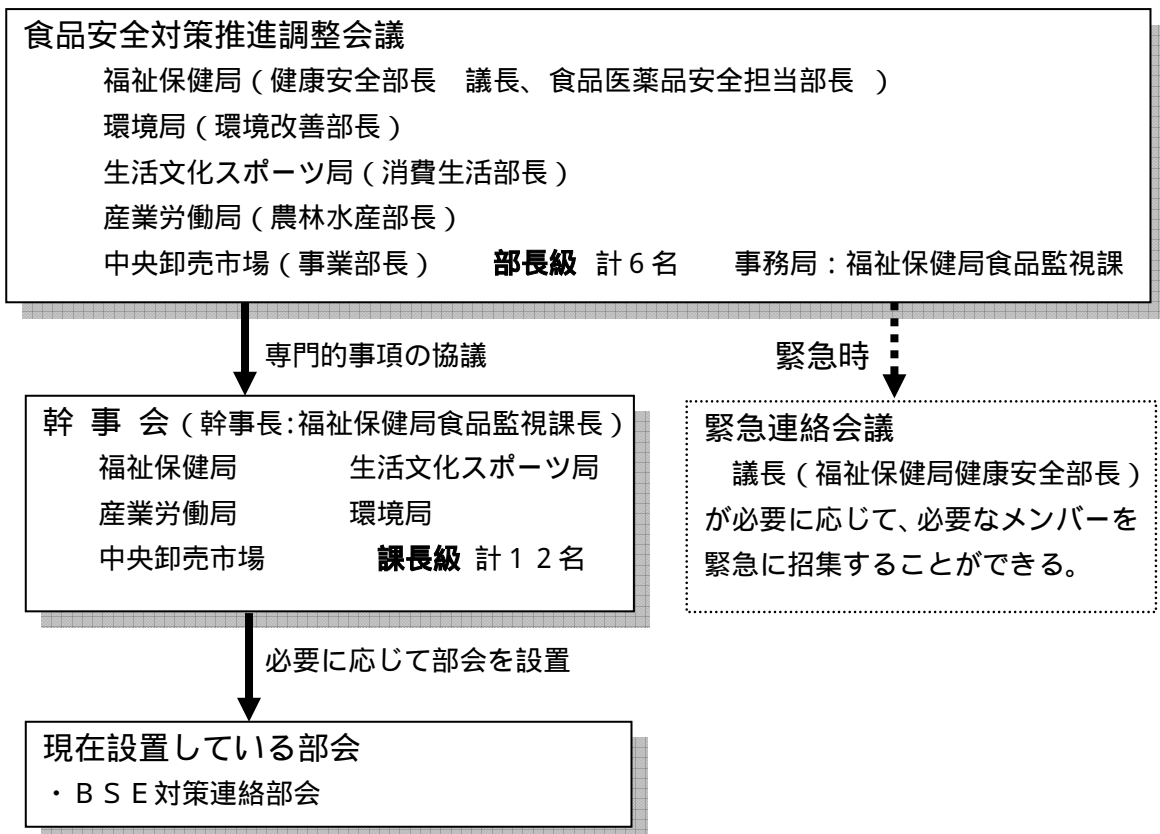 食品安全対策推進調整会議
福祉保健局（健康安全部長　議長、食品医薬品安全担当部長　）
環境局（環境改善部長）
生活文化スポーツ局（消費生活部長）
産業労働局（農林水産部長）
中央卸売市場（事業部長）　　部長級 計６名　　事務局：福祉保健局食品監視課
専門的事項の協議
緊急時
幹 事 会（幹事長：福祉保健局食品監視課長）
福祉保健局　　　　生活文化スポーツ局
産業労働局　　　　環境局
中央卸売市場　　　　課長級 計１２名
緊急連絡会議
議長（福祉保健局健康安全部長）
が必要に応じて、必要なメンバーを
緊急に招集することができる。
必要に応じて部会を設置
現在設置している部会
・ＢＳＥ対策連絡部会